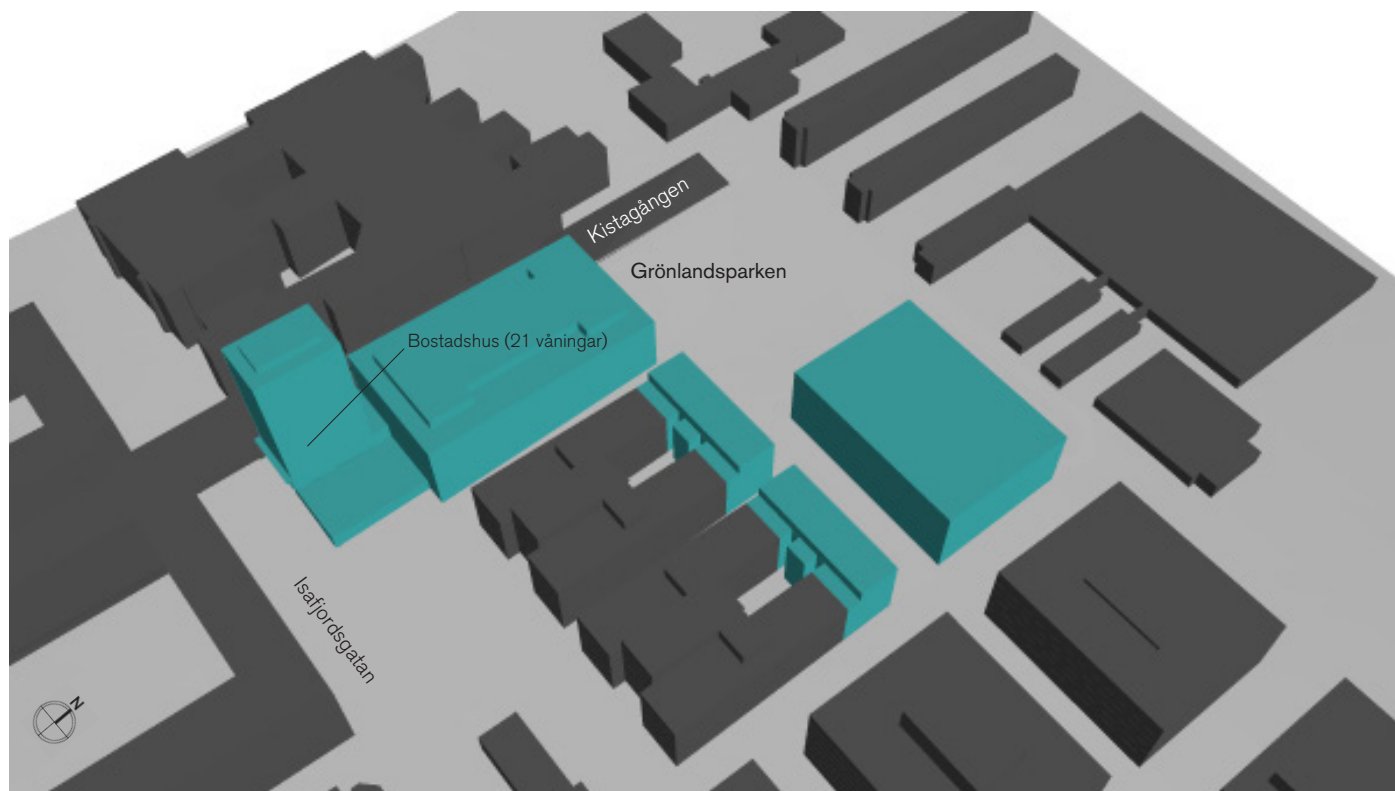 Kistagången
Grönlandsparken
Bostadshus (21 våningar)
Isafjordsgatan
N